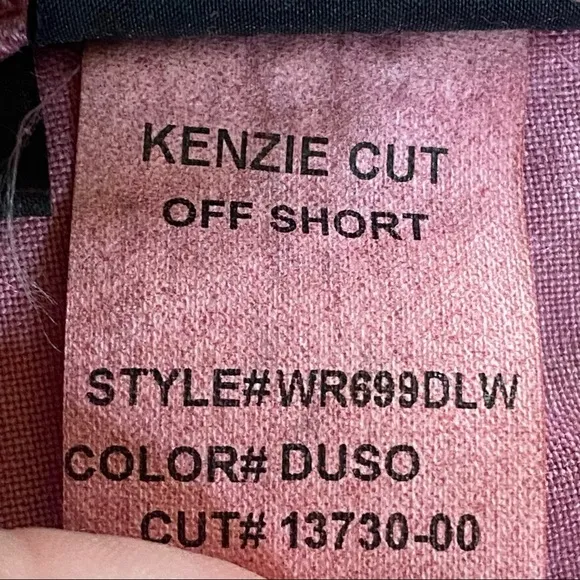 KENZIE CUT
OFF SHORT
STYLE#WR699DLW
COLOR# DUSO
CUT# 13730-00